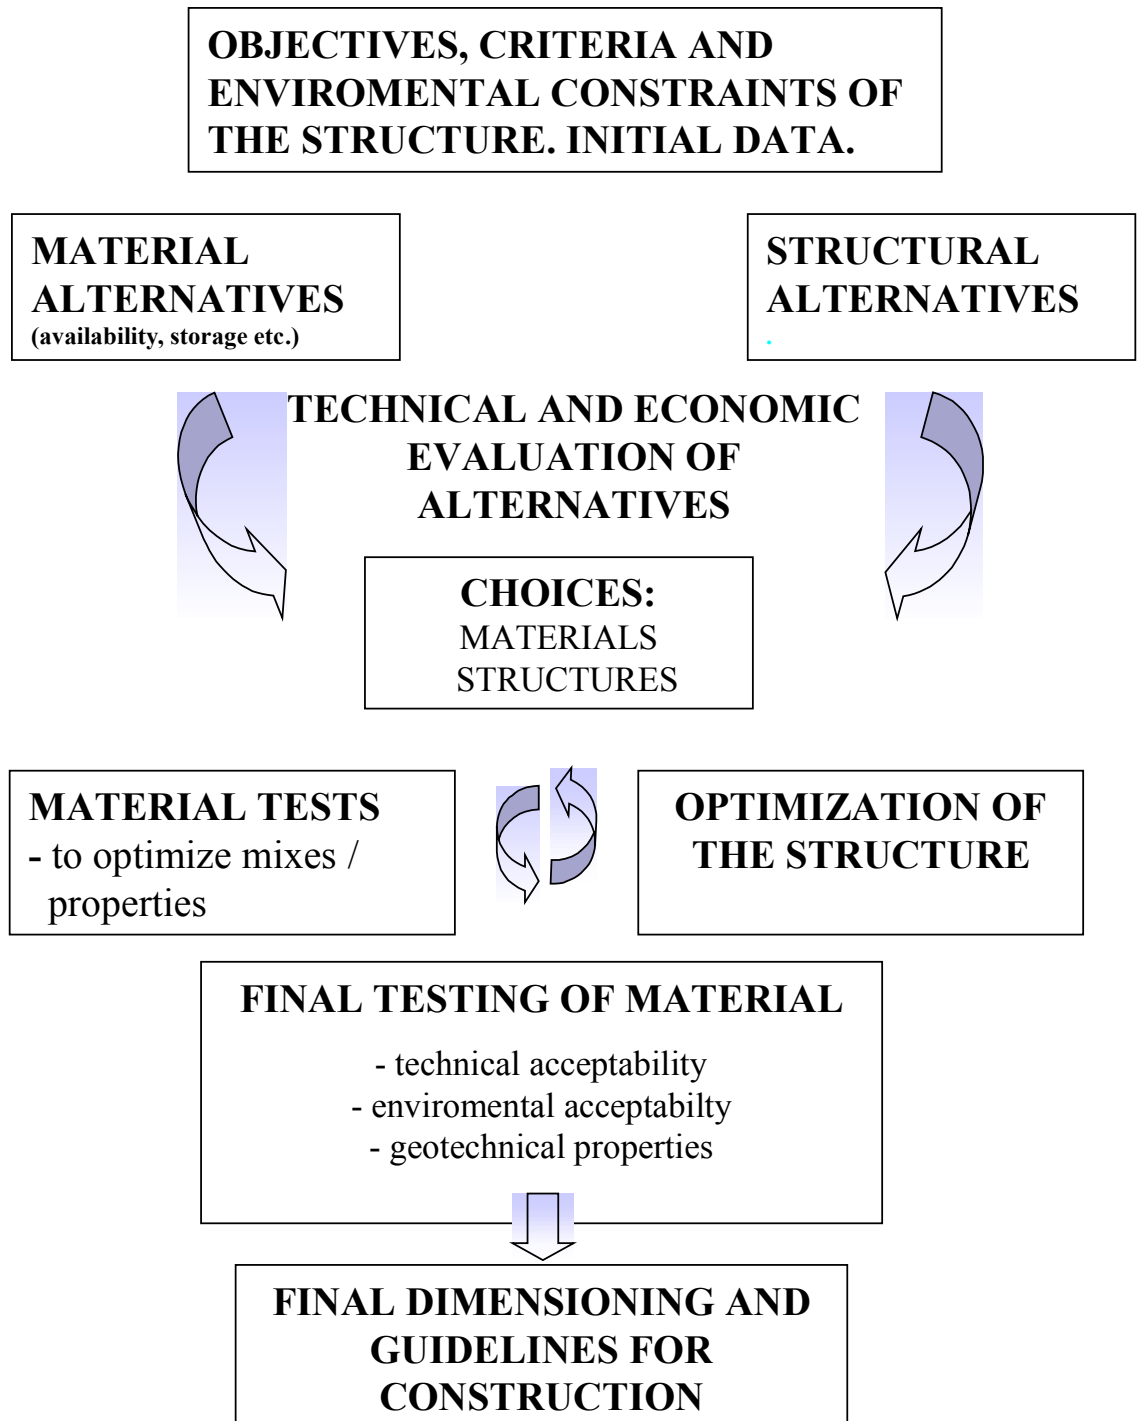 OBJECTIVES, CRITERIA AND
ENVIROMENTAL CONSTRAINTS OF
THE STRUCTURE. INITIAL DATA.
MATERIAL
ALTERNATIVES
(availability, storage etc.)
STRUCTURAL
ALTERNATIVES
.
TECHNICAL AND ECONOMIC
EVALUATION OF
ALTERNATIVES
CHOICES:
MATERIALS
STRUCTURES
MATERIAL TESTS
- to optimize mixes /
properties
OPTIMIZATION OF
THE STRUCTURE
FINAL TESTING OF MATERIAL
- technical acceptability
- enviromental acceptabilty
- geotechnical properties
FINAL DIMENSIONING AND
GUIDELINES FOR
CONSTRUCTION